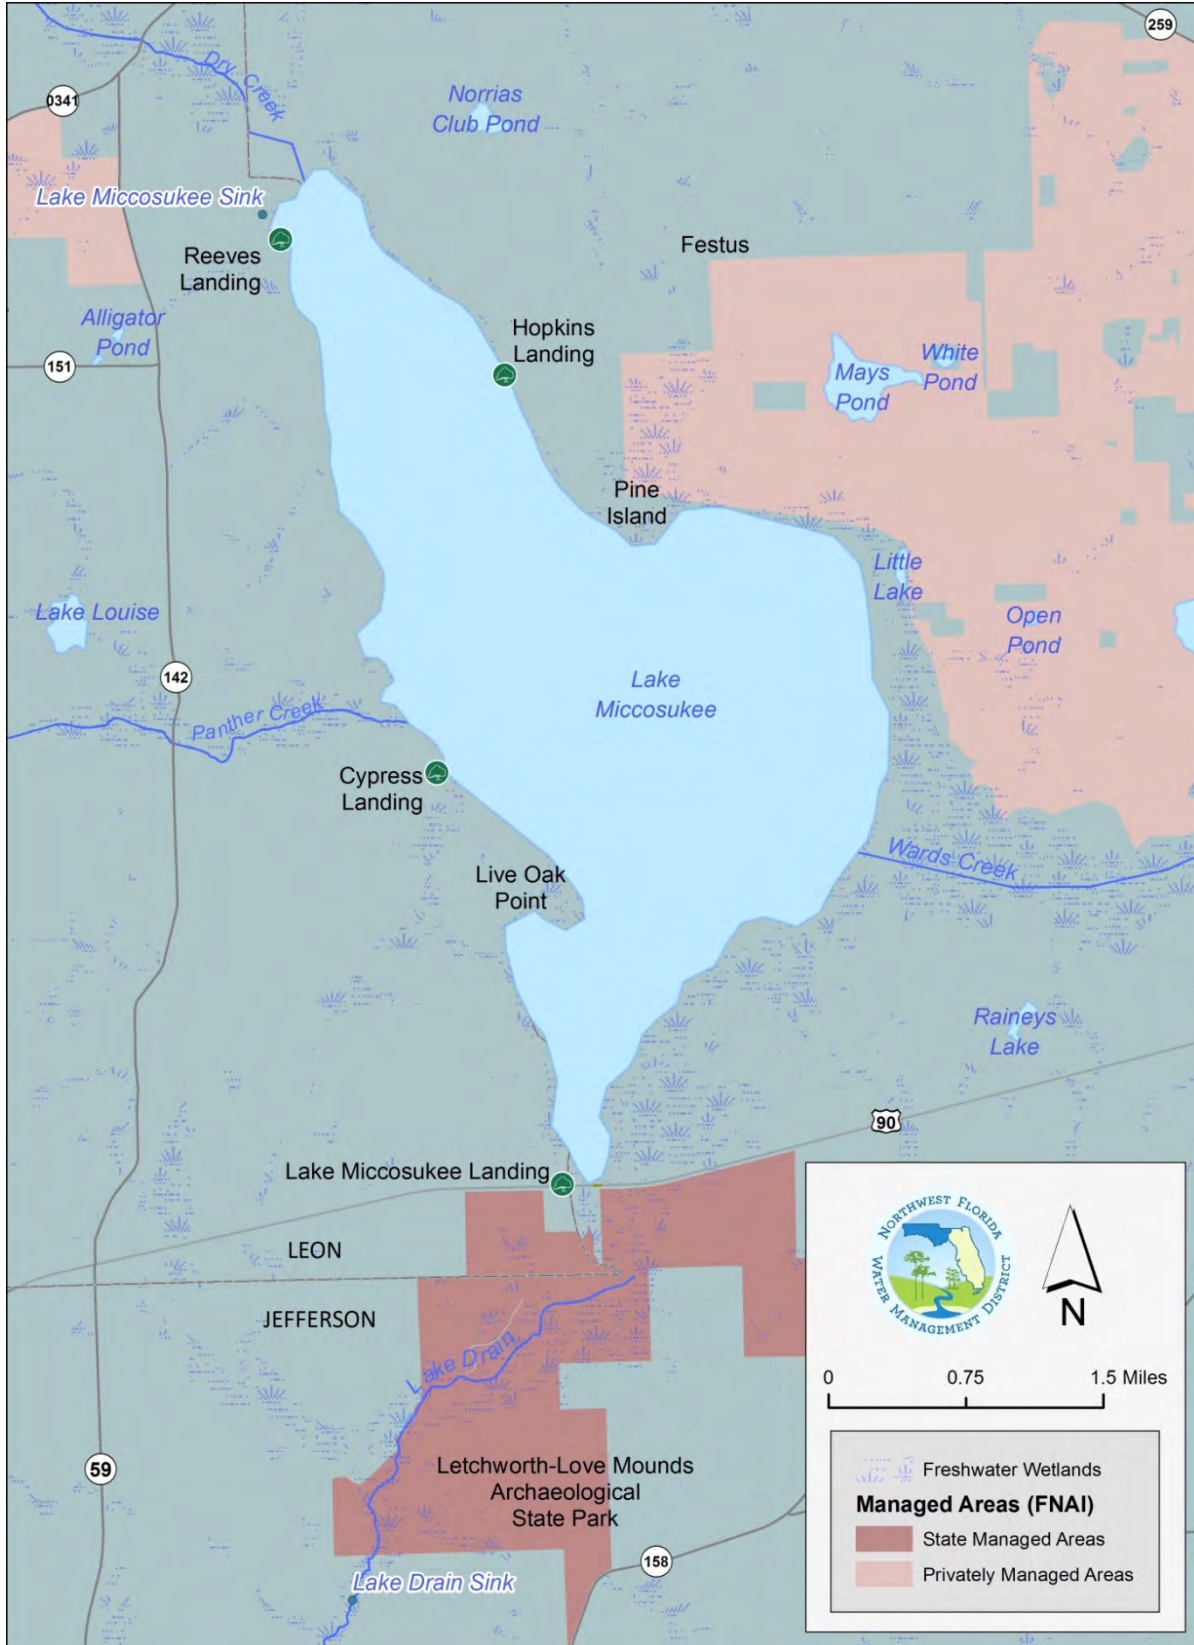 259
Dry Creek
0341
Norrias
Club Pond
Lake Miccosukee Sink
Reeves
Landing
Festus
Alligator
Pond
151
Hopkins
Landing
White
Pond
Mays
Pond
Pine
Island
Little
Lake
Lake Louise
Open
Pond
142
Lake
Miccosukee
Panther Creek
Cypress
Landing
Wards Creek
Live Oak
Point
Raineys
Lake
90
Lake Miccosukee Landing
LEON
JEFFERSON
Lake Drain
59
Letchworth-Love Mounds
Archaeological
State Park
158
Lake Drain Sink
NORTHWEST FLORIDA
WATER MANAGEMENT DISTRICT
N
0 0.75 1.5 Miles
Freshwater Wetlands
Managed Areas (FNAI)
State Managed Areas
Privately Managed Areas